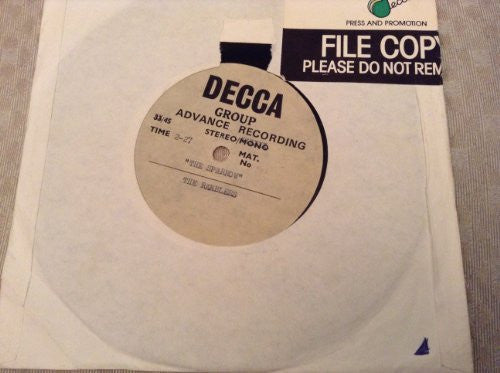 PRESS AND PROMOTION
FILE COPY
PLEASE DO NOT REM
DECCA
GROUP
ADVANCE RECORDING
33/45 STEREO/MONO
TIME 2-27 MAT.
No
"THE SPARROW"
THE